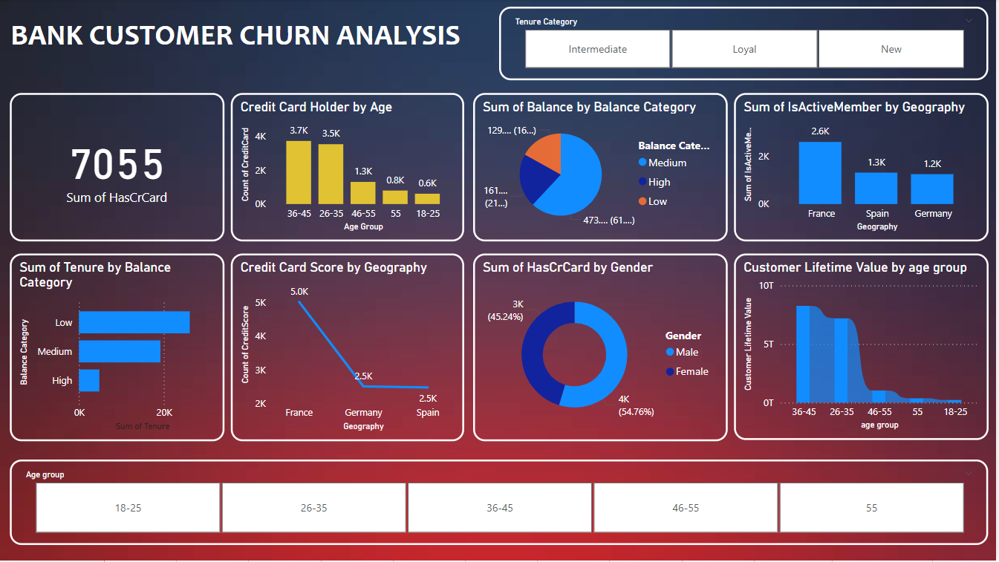 BANK CUSTOMER CHURN ANALYSIS
Tenure Category
Intermediate
Loyal
New
7055
Sum of HasCrCard
Credit Card Holder by Age
Count of CreditCard
4K
2K
0K
3.7K
3.5K
1.3K
0.8K
0.6K
36-45
26-35
46-55
55
18-25
Age Group
Sum of Balance by Balance Category
129.... (16...)
161....
(21...)
473.... (61....)
Balance Cate...
Medium
High
Low
Sum of IsActiveMember by Geography
Sum of IsActiveMe...
2K
0K
2.6K
1.3K
1.2K
France
Spain
Germany
Geography
Sum of Tenure by Balance
Category
Balance Category
Low
Medium
High
0K
20K
Sum of Tenure
Credit Card Score by Geography
Count of CreditScore
5K
4K
3K
2K
5.0K
2.5K
2.5K
France
Germany
Spain
Geography
Sum of HasCrCard by Gender
3K
(45.24%)
4K
(54.76%)
Gender
Male
Female
Customer Lifetime Value by age group
Customer Lifetime Value
10T
5T
0T
36-45
26-35
46-55
55
18-25
age group
Age group
18-25
26-35
36-45
46-55
55